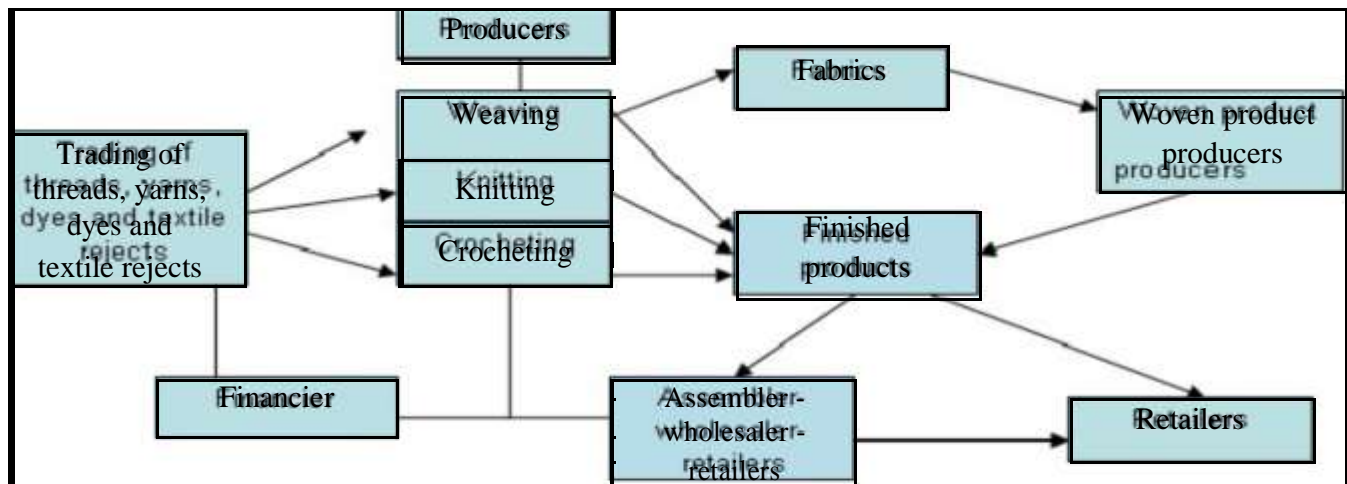 Producers
Fabrics
Weaving
Woven product
producers
Trading of
threads, yarns,
dyes and
textile rejects
Knitting
Crocheting
Finished
products
Financier
Assembler-
wholesaler-
retailers
Retailers